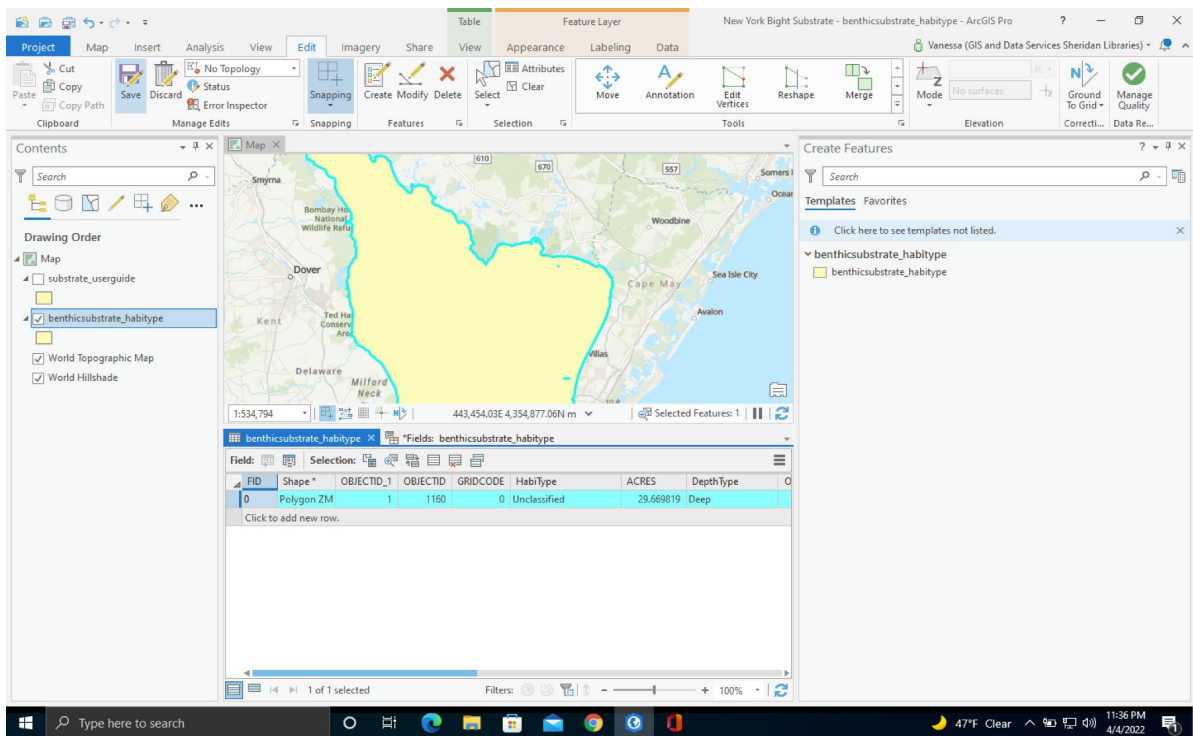 Table Feature Layer New York Bight Substrate - benthicsubstrate_habitype - ArcGIS Pro ?
Project Map Insert Analysis View Edit Imagery Share View Appearance Labeling Data Vanessa (GIS and Data Services Sheridan Libraries)
Paste
Cut
Copy
Copy Path
Clipboard
Save Discard
No Topology
Status
Error Inspector
Manage Edits
Snapping
Snapping
Create Modify Delete
Features
Select
Attributes
Clear
Selection
Move Annotation Edit Vertices Reshape Merge
Tools
Mode No surfaces
Elevation
Ground To Grid
Correcti...
Manage Quality
Data Re...
Contents
Search
Drawing Order
Map
substrate_userguide
benthicsubstrate_habitype
World Topographic Map
World Hillshade
Map
610
670
557
Smyrna
Somers
Ocean
Bombay Ho
National
Wildlife Refu
Woodbine
Dover
Cape May
Sea Isle City
Kent
Ted Ha
Conserv
Are
Avalon
Villas
Delaware
Milford
Neck
1:534,794 443,454.03E 4,354,877.06N m Selected Features: 1
benthicsubstrate_habitype *Fields: benthicsubstrate_habitype
Field: Selection:
FID Shape * OBJECTID_1 OBJECTID GRIDCODE HabiType ACRES DepthType O
0 Polygon ZM 1 1160 0 Unclassified 29.669819 Deep
Click to add new row.
1 of 1 selected Filters: - + 100%
Create Features ?
Search
Templates Favorites
Click here to see templates not listed.
benthicsubstrate_habitype
benthicsubstrate_habitype
Type here to search
47°F Clear
11:36 PM
4/4/2022